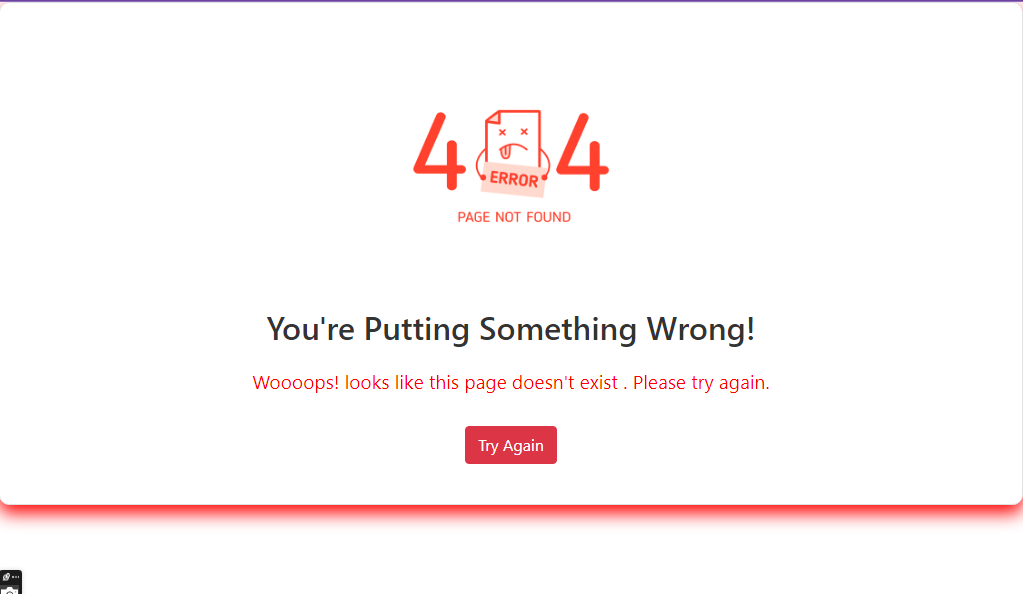 4 4
ERROR
PAGE NOT FOUND
You're Putting Something Wrong!
Woooops! looks like this page doesn't exist . Please try again.
Try Again